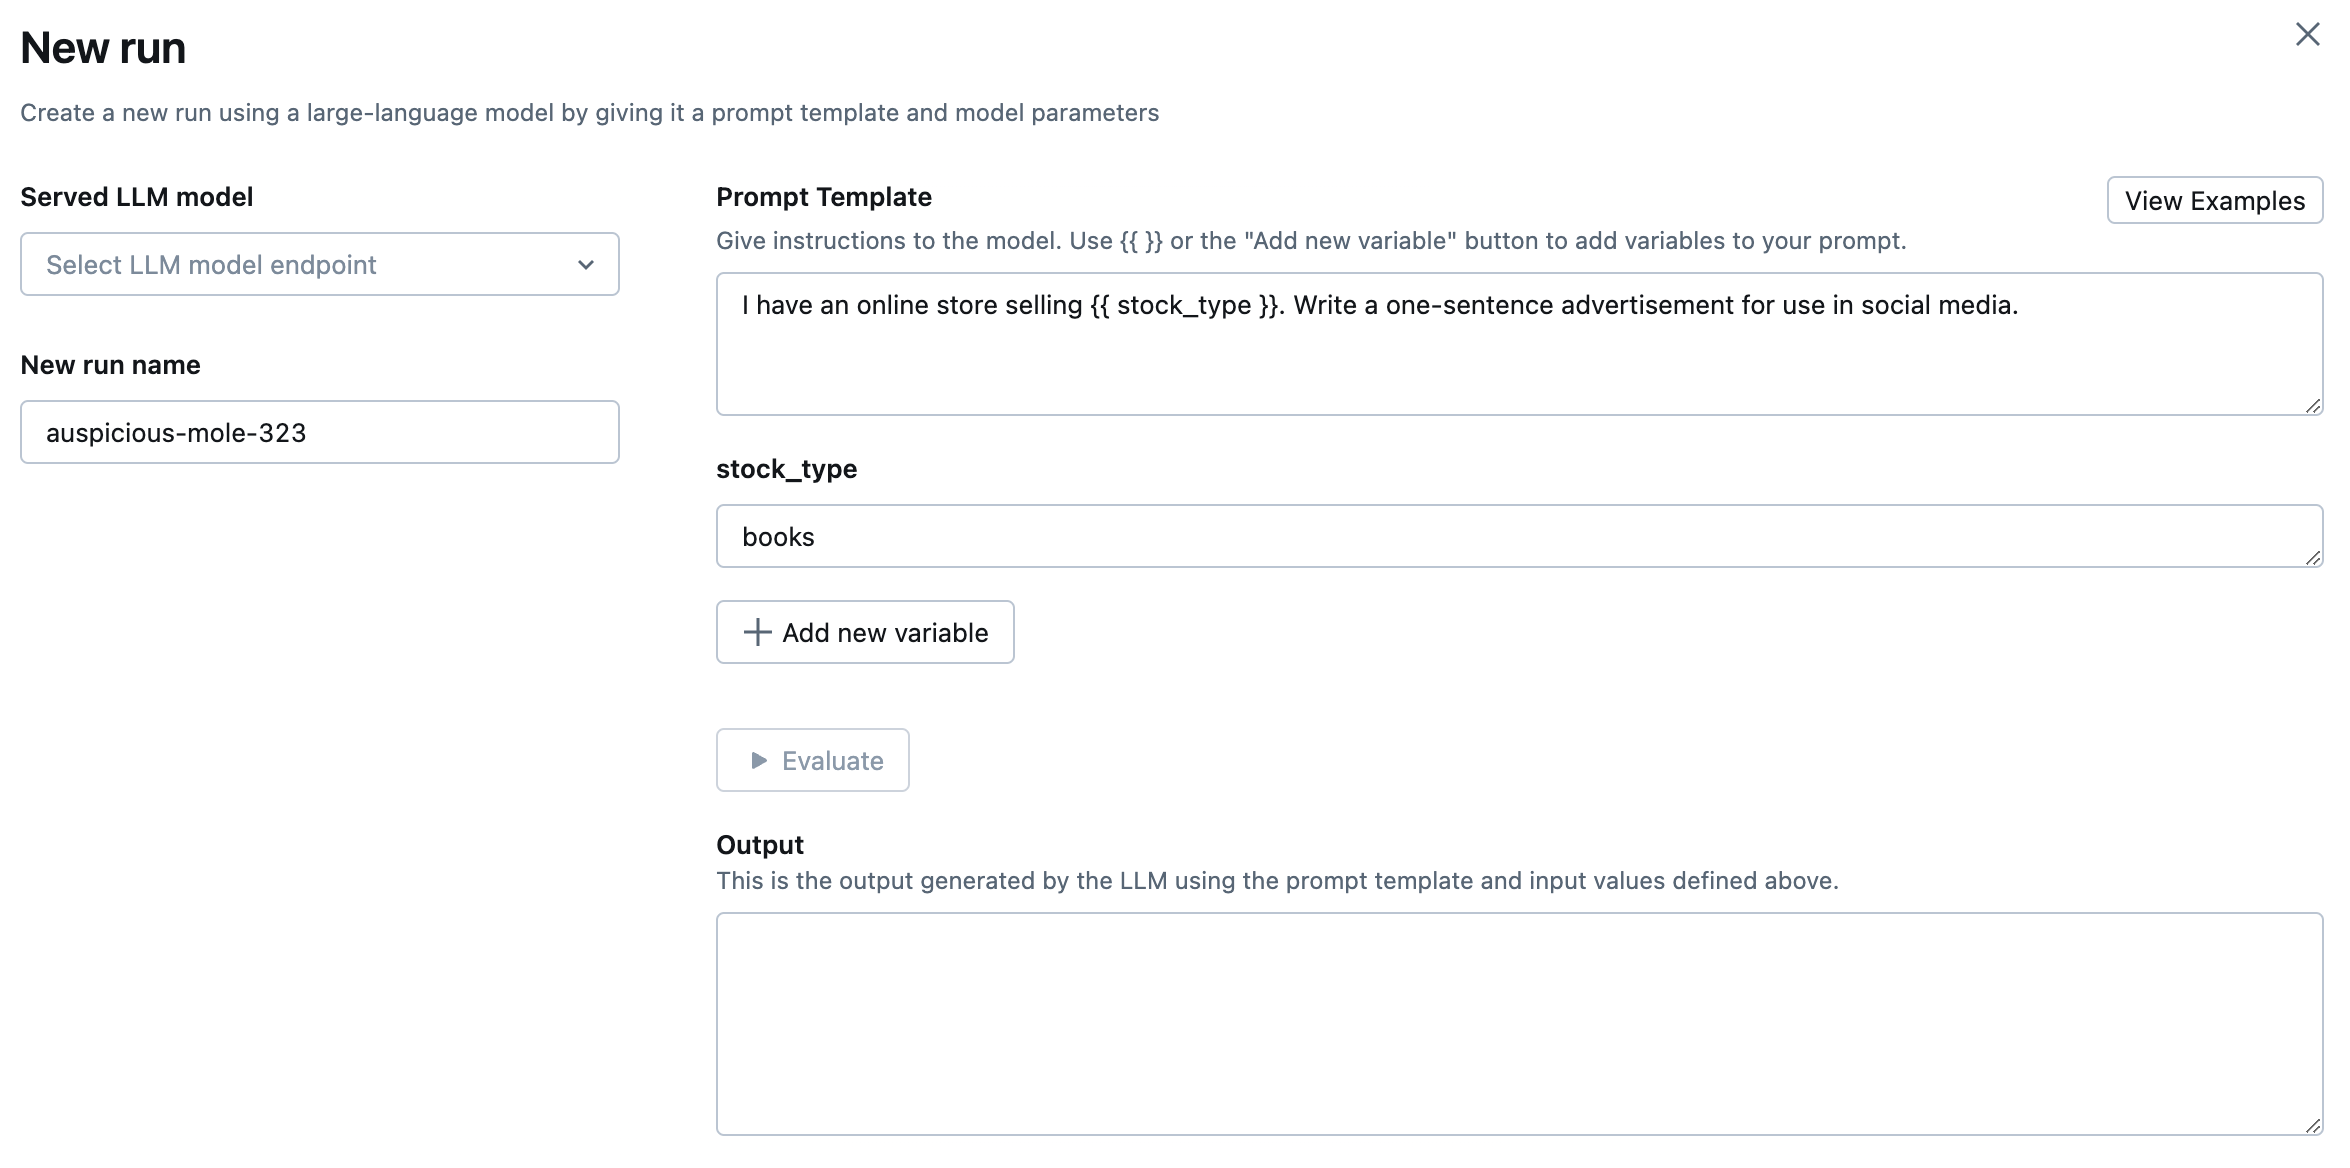 New run
Create a new run using a large-language model by giving it a prompt template and model parameters
Served LLM model
Select LLM model endpoint
New run name
auspicious-mole-323
Prompt Template
View Examples
Give instructions to the model. Use {{ }} or the "Add new variable" button to add variables to your prompt.
I have an online store selling {{ stock_type }}. Write a one-sentence advertisement for use in social media.
stock_type
books
Add new variable
Evaluate
Output
This is the output generated by the LLM using the prompt template and input values defined above.